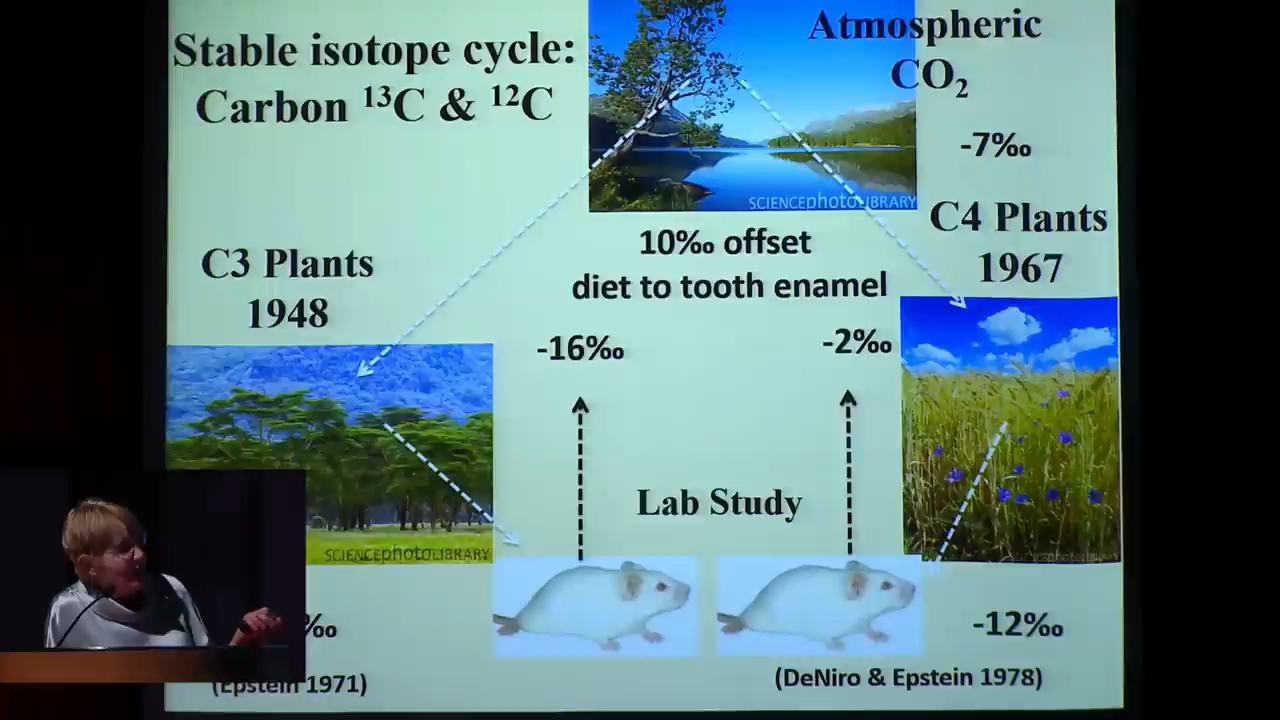 Stable isotope cycle:
Carbon ¹³C & ¹²C
Atmospheric
CO₂
-7‰
SCIENCEphotoLIBRARY
C4 Plants
1967
10‰ offset
diet to tooth enamel
C3 Plants
1948
-16‰
-2‰
Lab Study
SCIENCEphotoLIBRARY
‰
-12‰
(Epstein 1971)
(DeNiro & Epstein 1978)